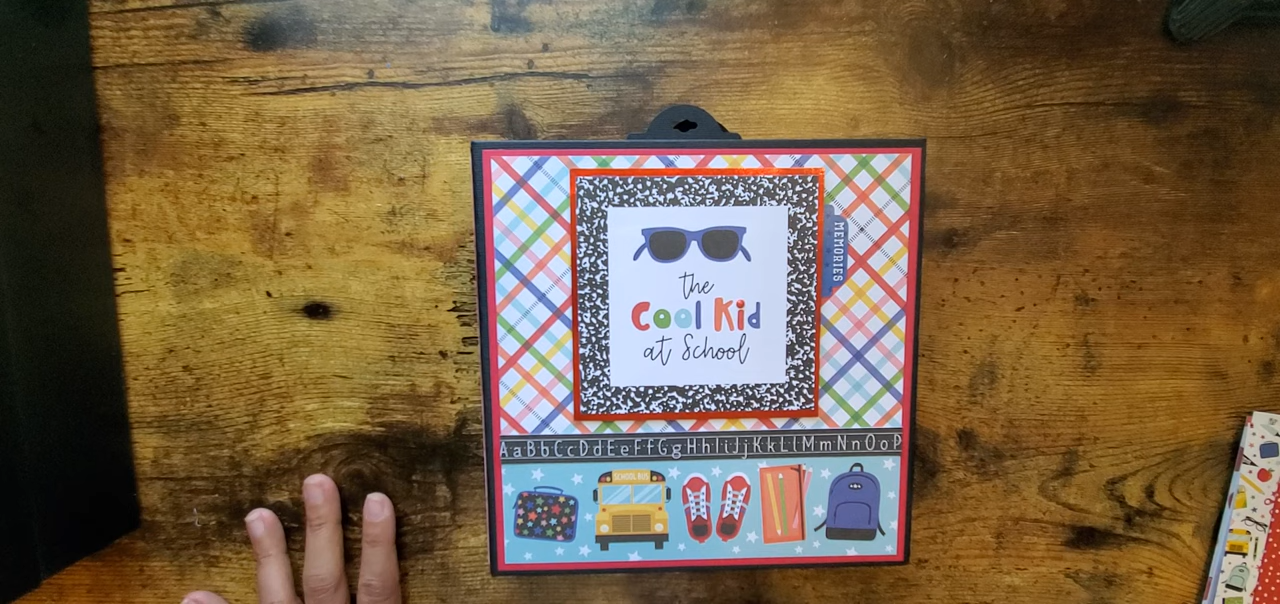 the
Cool Kid
at School
MEMORIES
AaBbCcDdEeFfGgHhIiJjKkLlMmNnOoP
SCHOOL BUS